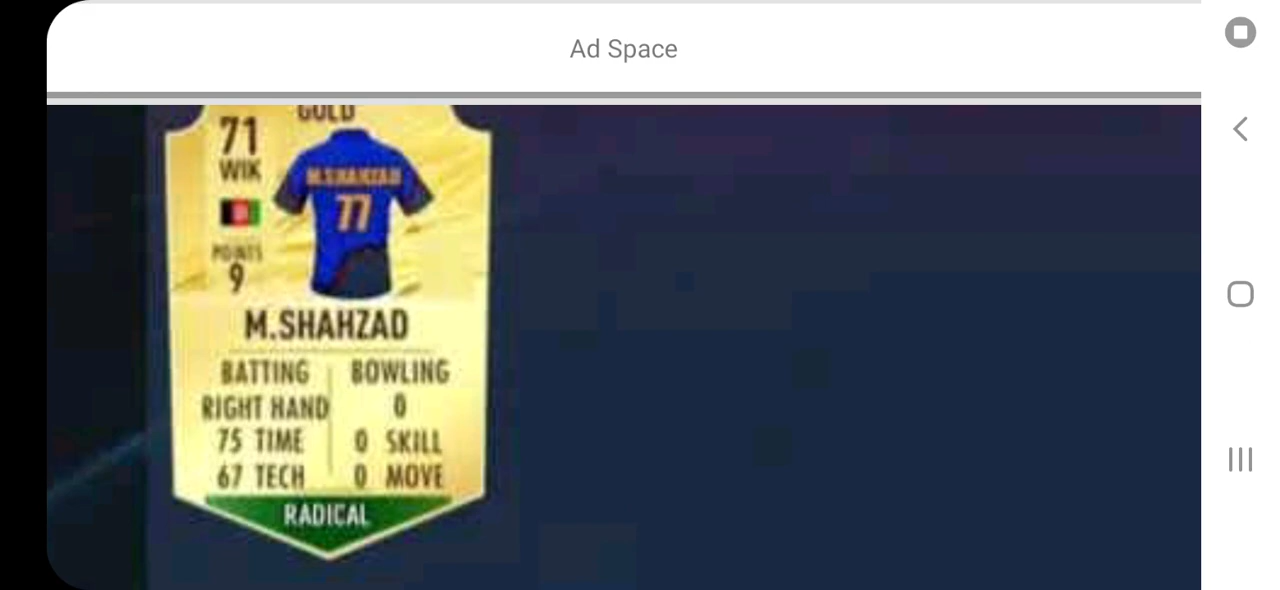 Ad Space
GOLD
71
WIK
M.SHAHZAD
77
POINTS
9
M.SHAHZAD
BATTING BOWLING
RIGHT HAND 0
75 TIME 0 SKILL
67 TECH 0 MOVE
RADICAL